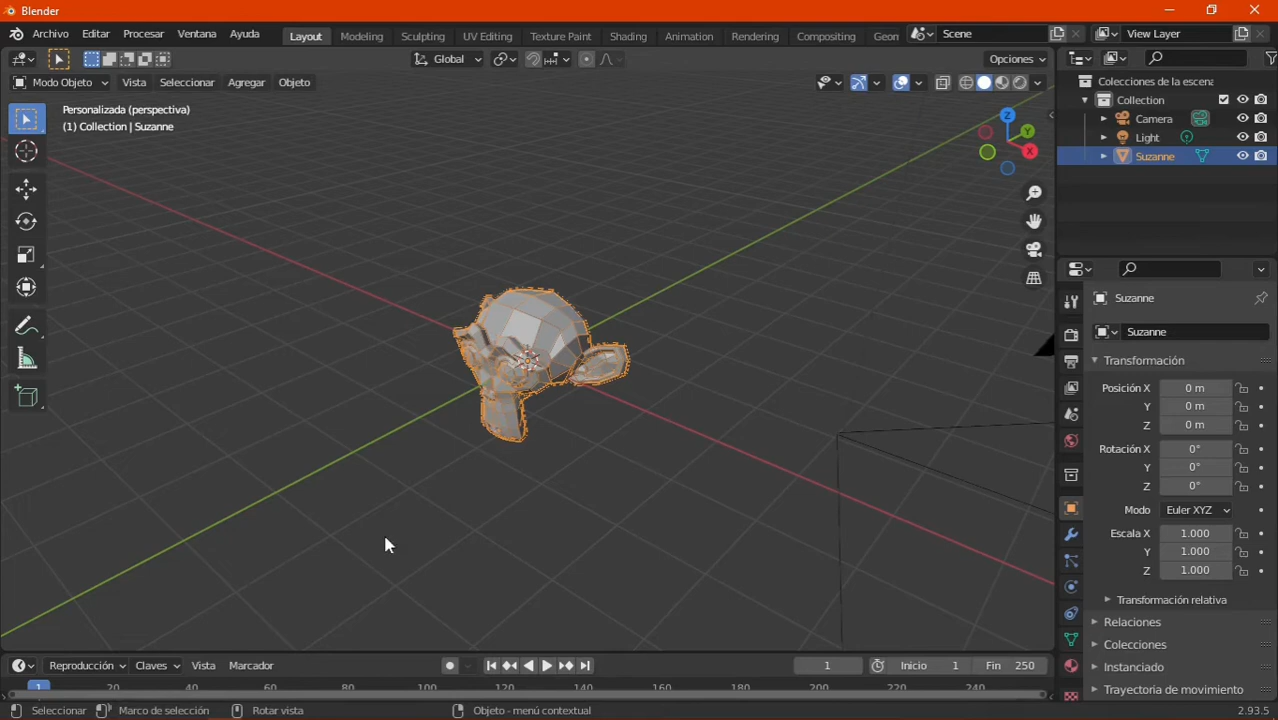 Blender
Archivo Editar Procesar Ventana Ayuda Layout Modeling Sculpting UV Editing Texture Paint Shading Animation Rendering Compositing Geon Scene View Layer
Global Opciones
Modo Objeto Vista Seleccionar Agregar Objeto
Personalizada (perspectiva)
(1) Collection | Suzanne
Z
Y
X
Colecciones de la escena
Collection
Camera
Light
Suzanne
Suzanne
Suzanne
Transformación
Posición X 0 m
Y 0 m
Z 0 m
Rotación X 0°
Y 0°
Z 0°
Modo Euler XYZ
Escala X 1.000
Y 1.000
Z 1.000
Transformación relativa
Relaciones
Colecciones
Instanciado
Trayectoria de movimiento
Reproducción Claves Vista Marcador 1 Inicio 1 Fin 250
1 20 40 60 80 100 120 140 160 180 200 220 240
Seleccionar Marco de selección Rotar vista Objeto - menú contextual 2.93.5